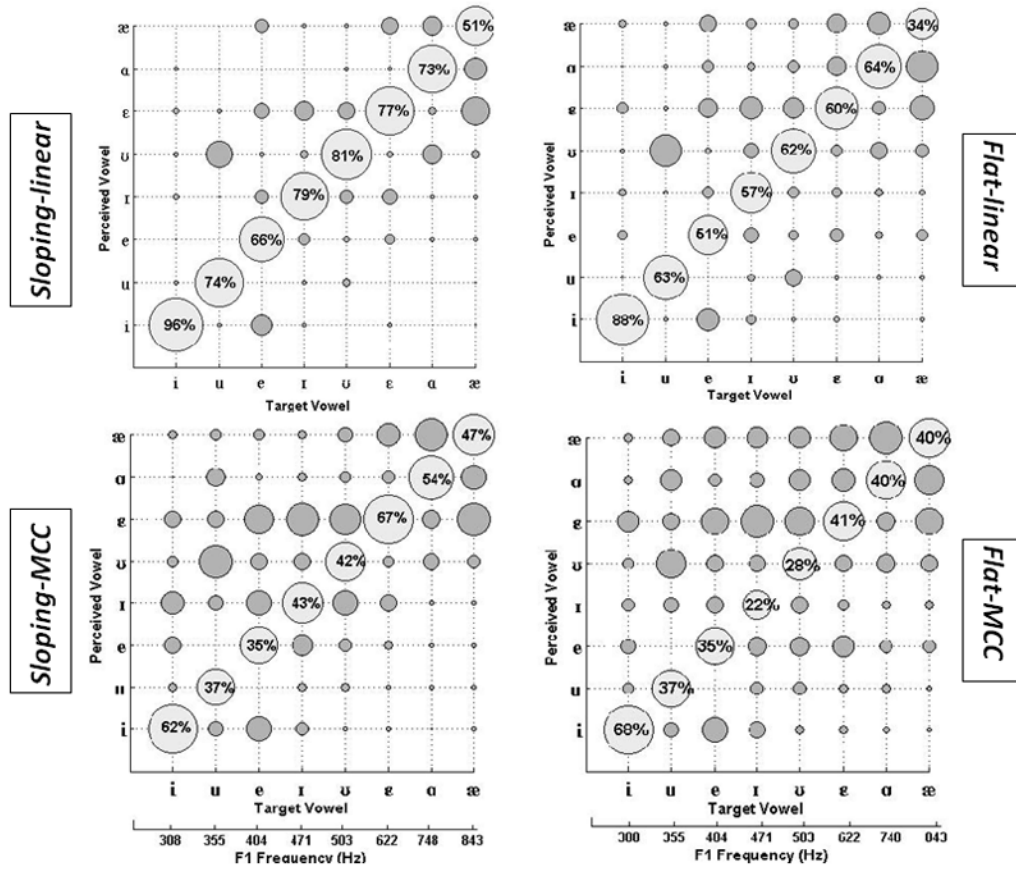 Sloping-linear
Perceived Vowel
æ 51%
ɑ 73%
ε 77%
ʊ 81%
ɪ 79%
e 66%
u 74%
i 96%
i u e ɪ ʊ ε ɑ æ
Target Vowel
Flat-linear
Perceived Vowel
æ 34%
ɑ 64%
ε 60%
ʊ 62%
ɪ 57%
e 51%
u 63%
i 88%
i u e ɪ ʊ ε ɑ æ
Target Vowel
Sloping-MCC
Perceived Vowel
æ 47%
ɑ 54%
ε 67%
ʊ 42%
ɪ 43%
e 35%
u 37%
i 62%
i u e ɪ ʊ ε ɑ æ
Target Vowel
308 355 404 471 503 622 748 843
F1 Frequency (Hz)
Flat-MCC
Perceived Vowel
æ 40%
ɑ 40%
ε 41%
ʊ 28%
ɪ 22%
e 35%
u 37%
i 68%
i u e ɪ ʊ ε ɑ æ
Target Vowel
300 355 404 471 503 622 740 043
F1 Frequency (Hz)